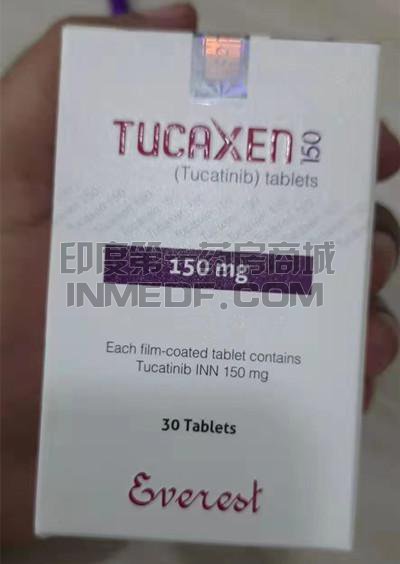 TUCAXEN 150
(Tucatinib) tablets
印度第一药房商城
150 mg
INMEDF.COM
Each film-coated tablet contains
Tucatinib INN 150 mg
30 Tablets
Everest